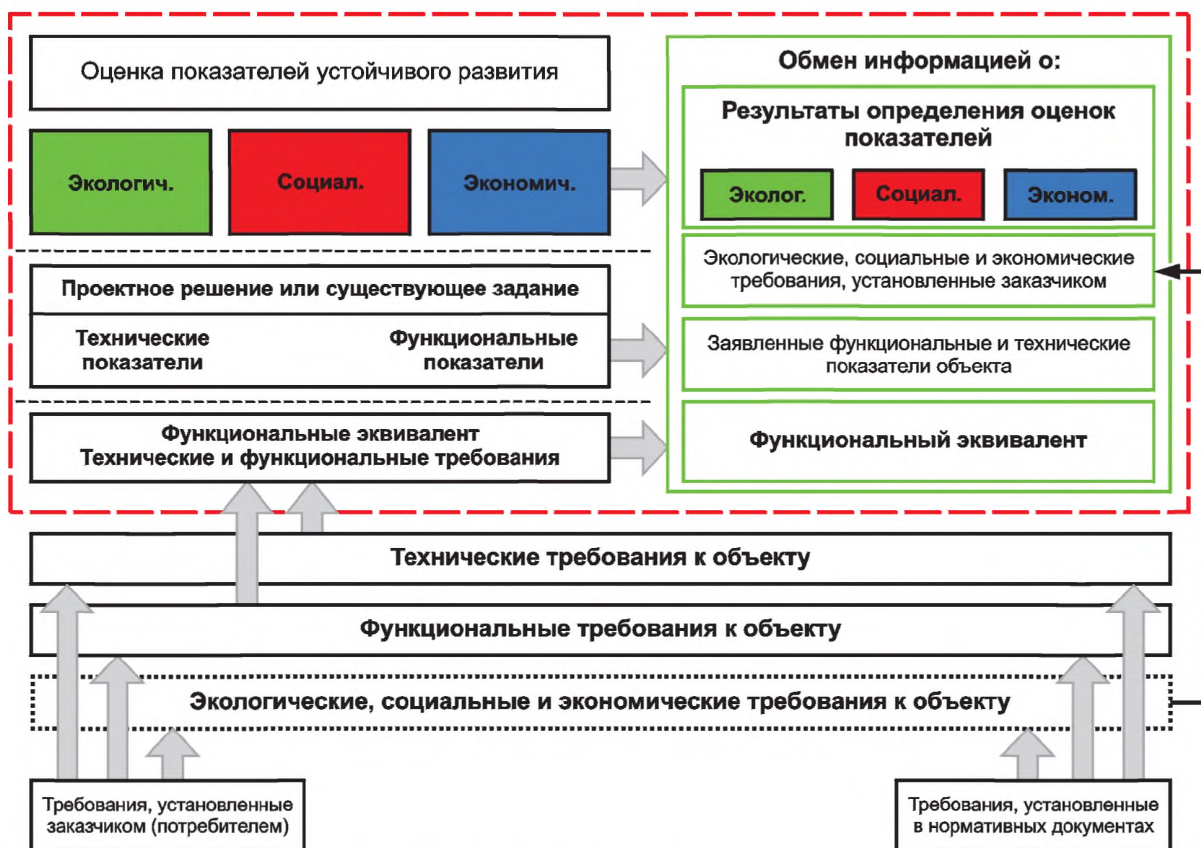 Оценка показателей устойчивого развития
Экологич.
Социал.
Экономич.
Проектное решение или существующее задание
Технические
показатели
Функциональные
показатели
Функциональные эквивалент
Технические и функциональные требования
Обмен информацией о:
Результаты определения оценок
показателей
Эколог.
Социал.
Эконом.
Экологические, социальные и экономические
требования, установленные заказчиком
Заявленные функциональные и технические
показатели объекта
Функциональный эквивалент
Технические требования к объекту
Функциональные требования к объекту
Экологические, социальные и экономические требования к объекту
Требования, установленные
заказчиком (потребителем)
Требования, установленные
в нормативных документах